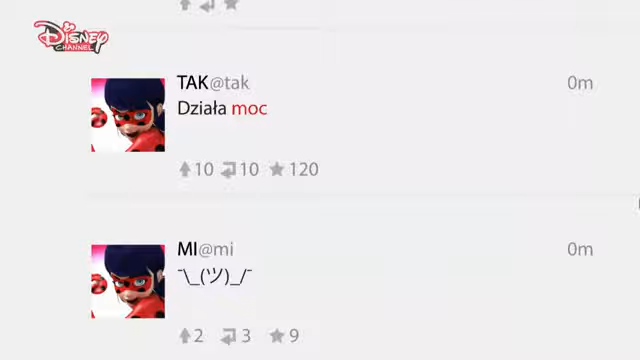 Disney
CHANNEL
TAK@tak 0m
Działa moc
10 10 120
MI@mi 0m
¯\_(ツ)_/¯
2 3 9